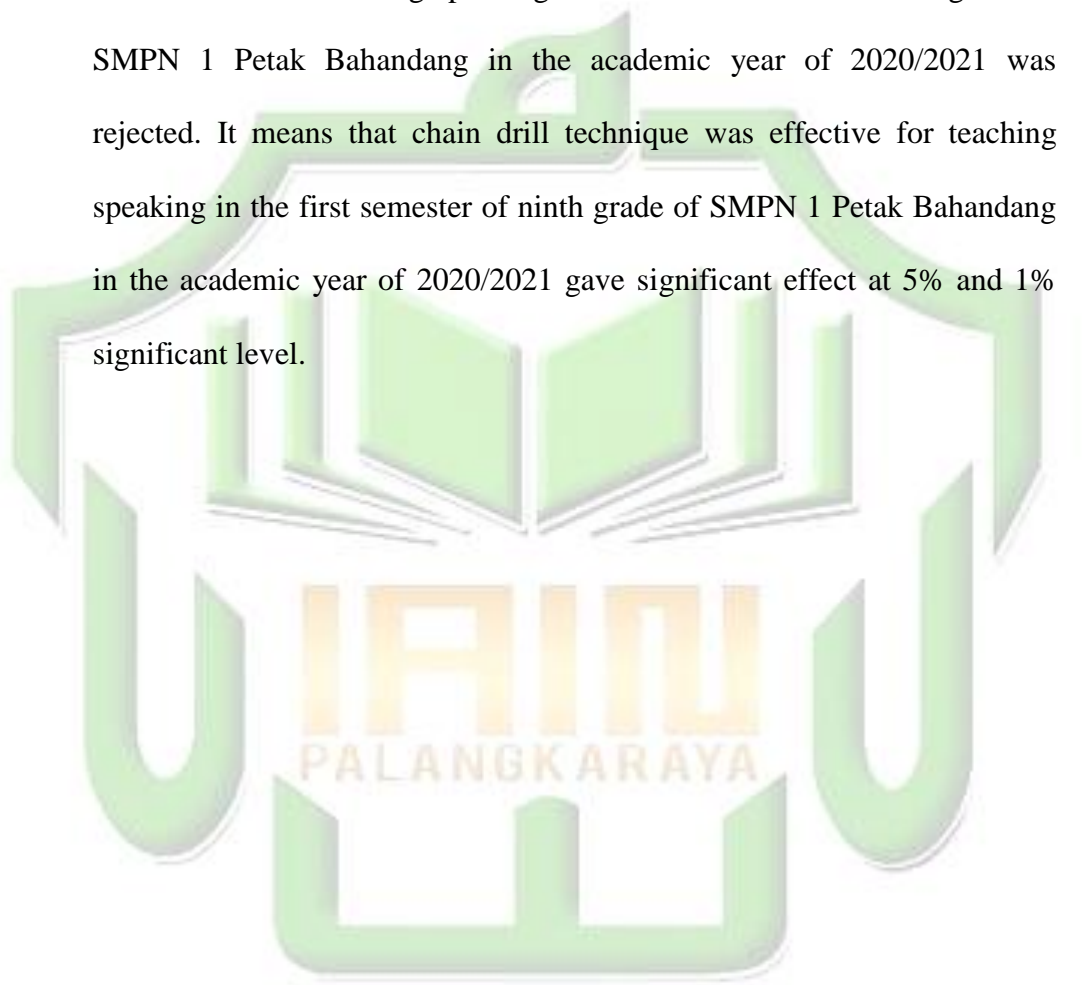 SMPN 1 Petak Bahandang in the academic year of 2020/2021 was
rejected. It means that chain drill technique was effective for teaching
speaking in the first semester of ninth grade of SMPN 1 Petak Bahandang
in the academic year of 2020/2021 gave significant effect at 5% and 1%
significant level.
IAIN
PALANGKARAYA